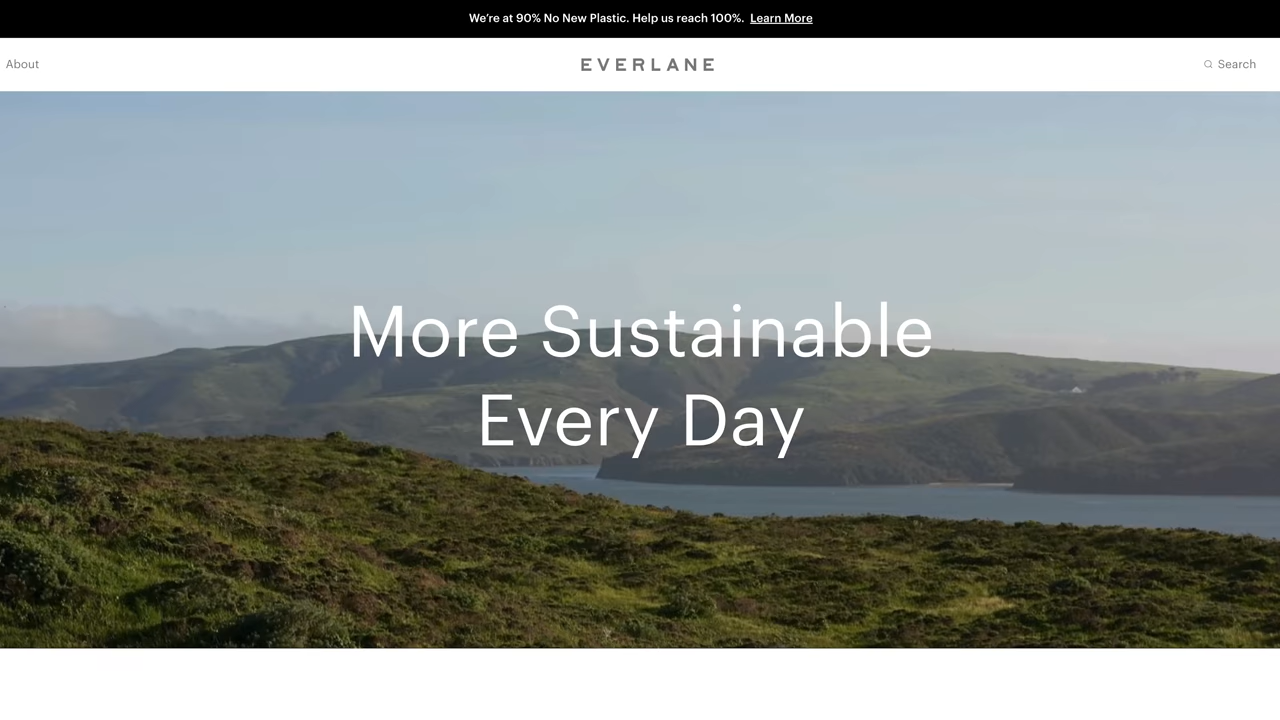 We're at 90% No New Plastic. Help us reach 100%. Learn More
About
EVERLANE
Search
More Sustainable
Every Day